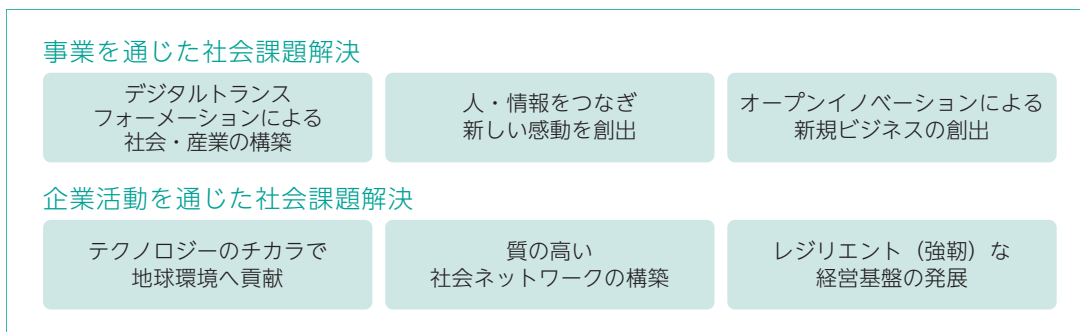 事業を通じた社会課題解決
デジタルトランス
フォーメーションによる
社会・産業の構築
人・情報をつなぎ
新しい感動を創出
オープンイノベーションによる
新規ビジネスの創出
企業活動を通じた社会課題解決
テクノロジーのチカラで
地球環境へ貢献
質の高い
社会ネットワークの構築
レジリエント（強靭）な
経営基盤の発展